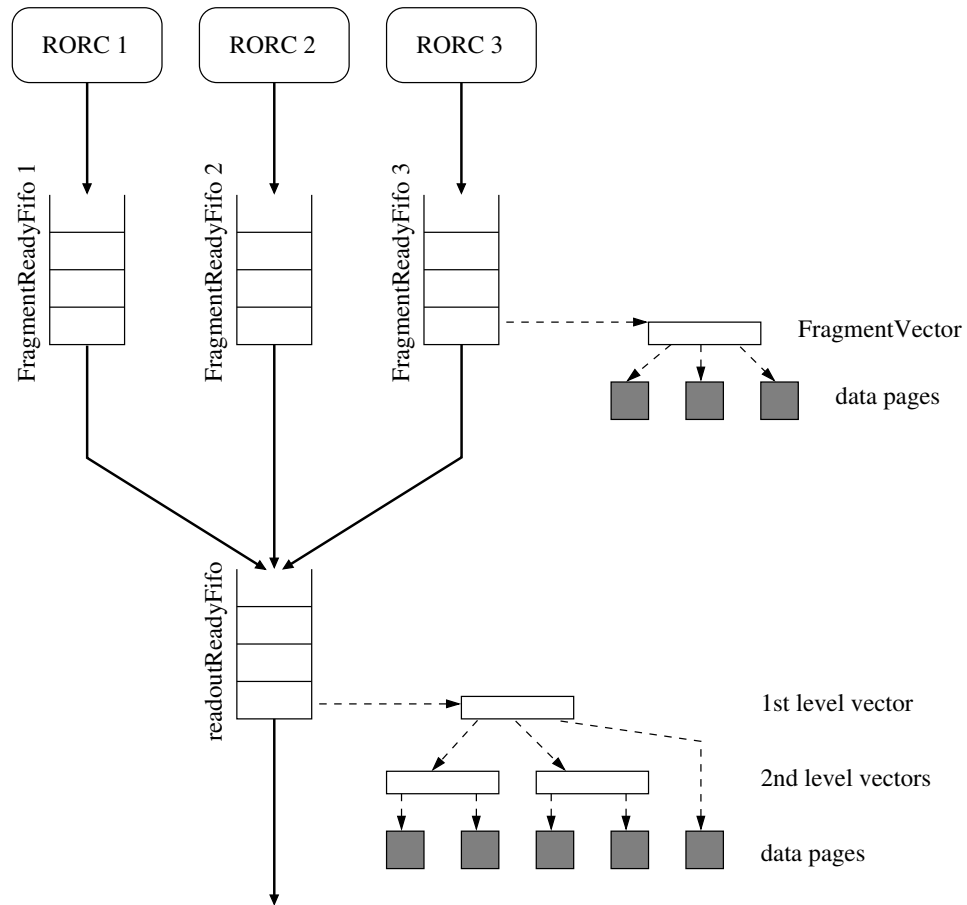 RORC 1
RORC 2
RORC 3
FragmentReadyFifo 1
FragmentReadyFifo 2
FragmentReadyFifo 3
FragmentVector
data pages
readoutReadyFifo
1st level vector
2nd level vectors
data pages